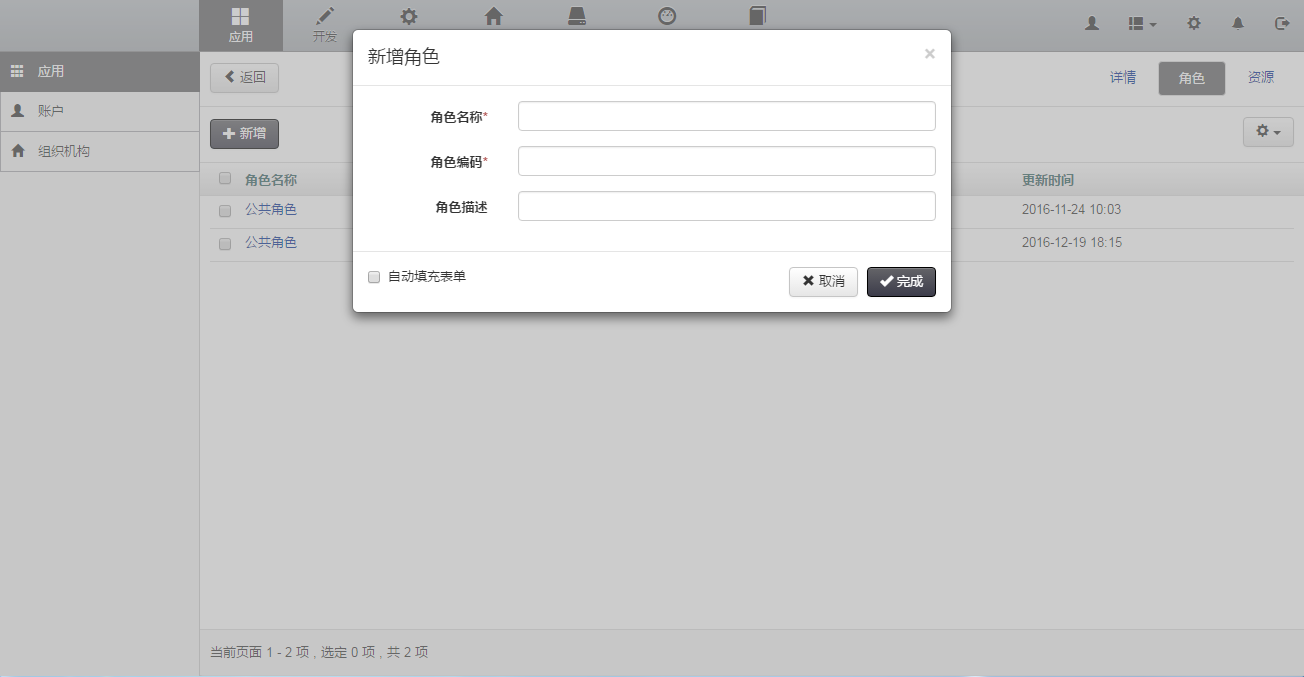 应用
开发
应用
账户
组织机构
返回
详情
角色
资源
新增
角色名称
更新时间
公共角色
2016-11-24 10:03
公共角色
2016-12-19 18:15
新增角色
×
角色名称*
角色编码*
角色描述
自动填充表单
取消
完成
当前页面 1 - 2 项 , 选定 0 项 , 共 2 项